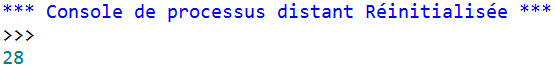 *** Console de processus distant Réinitialisée ***
>>>
28